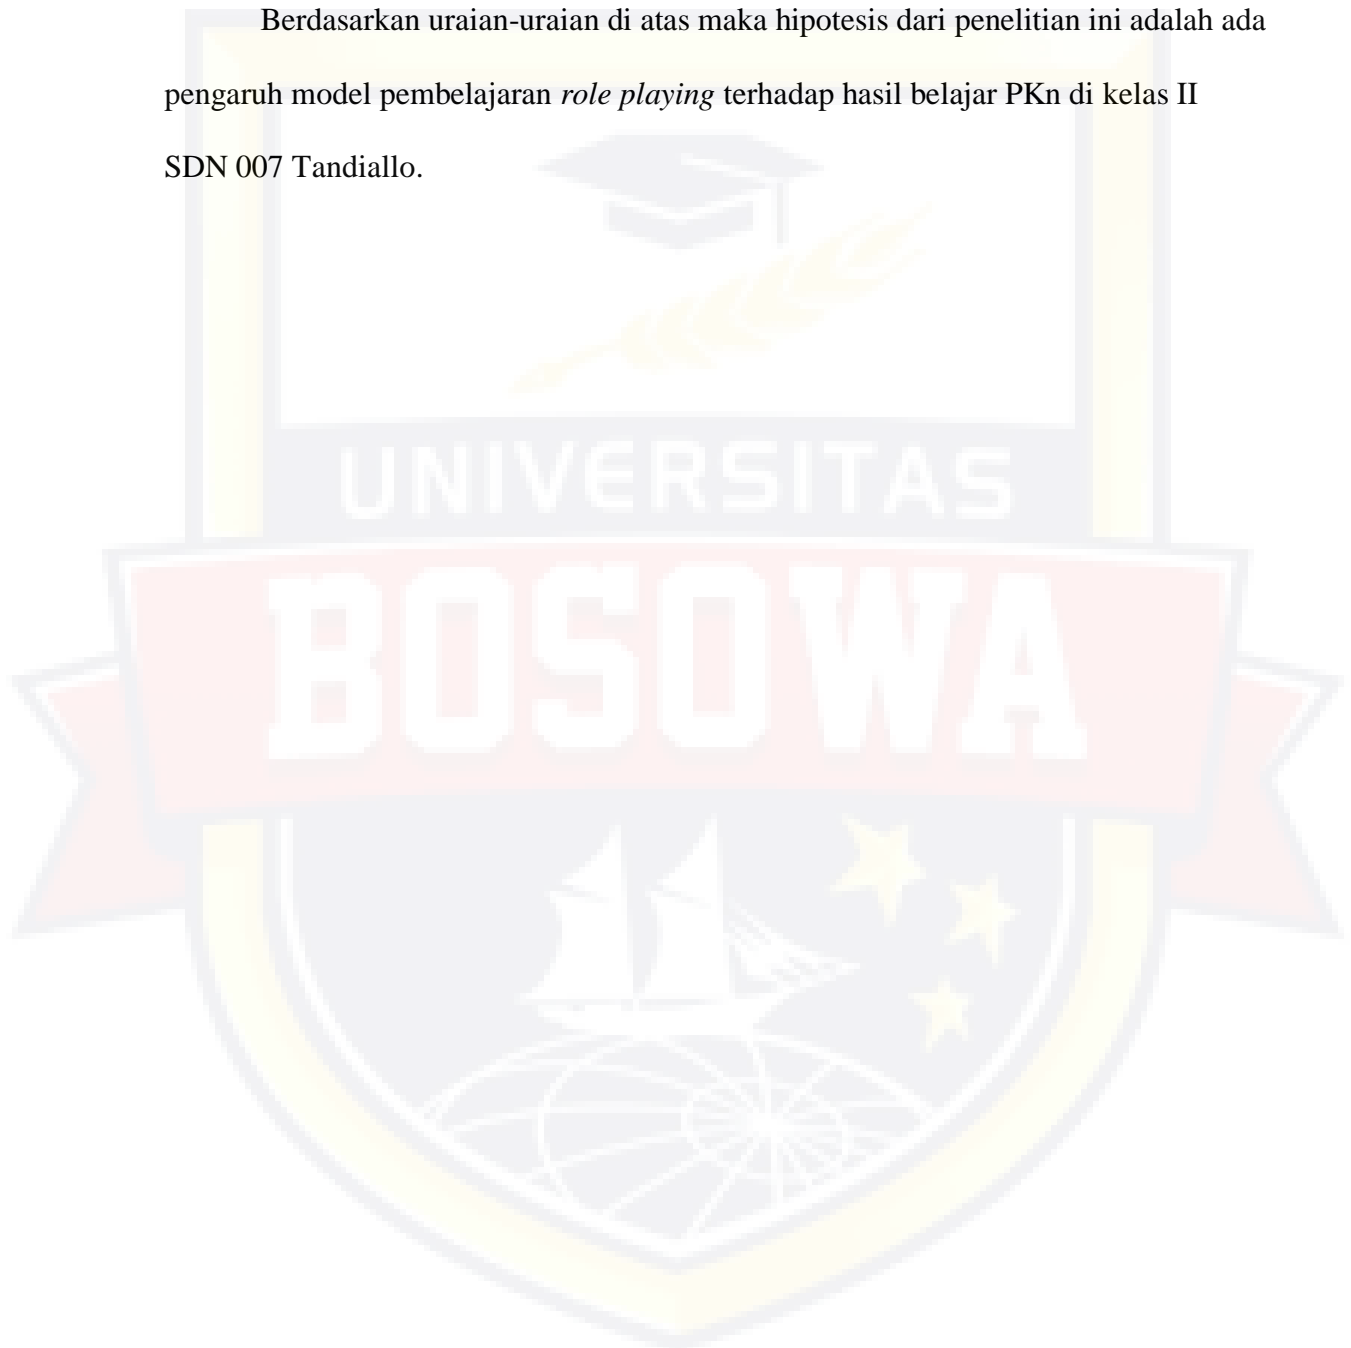 Berdasarkan uraian-uraian di atas maka hipotesis dari penelitian ini adalah ada
pengaruh model pembelajaran role playing terhadap hasil belajar PKn di kelas II
SDN 007 Tandiallo.
UNIVERSITAS
BOSOWA